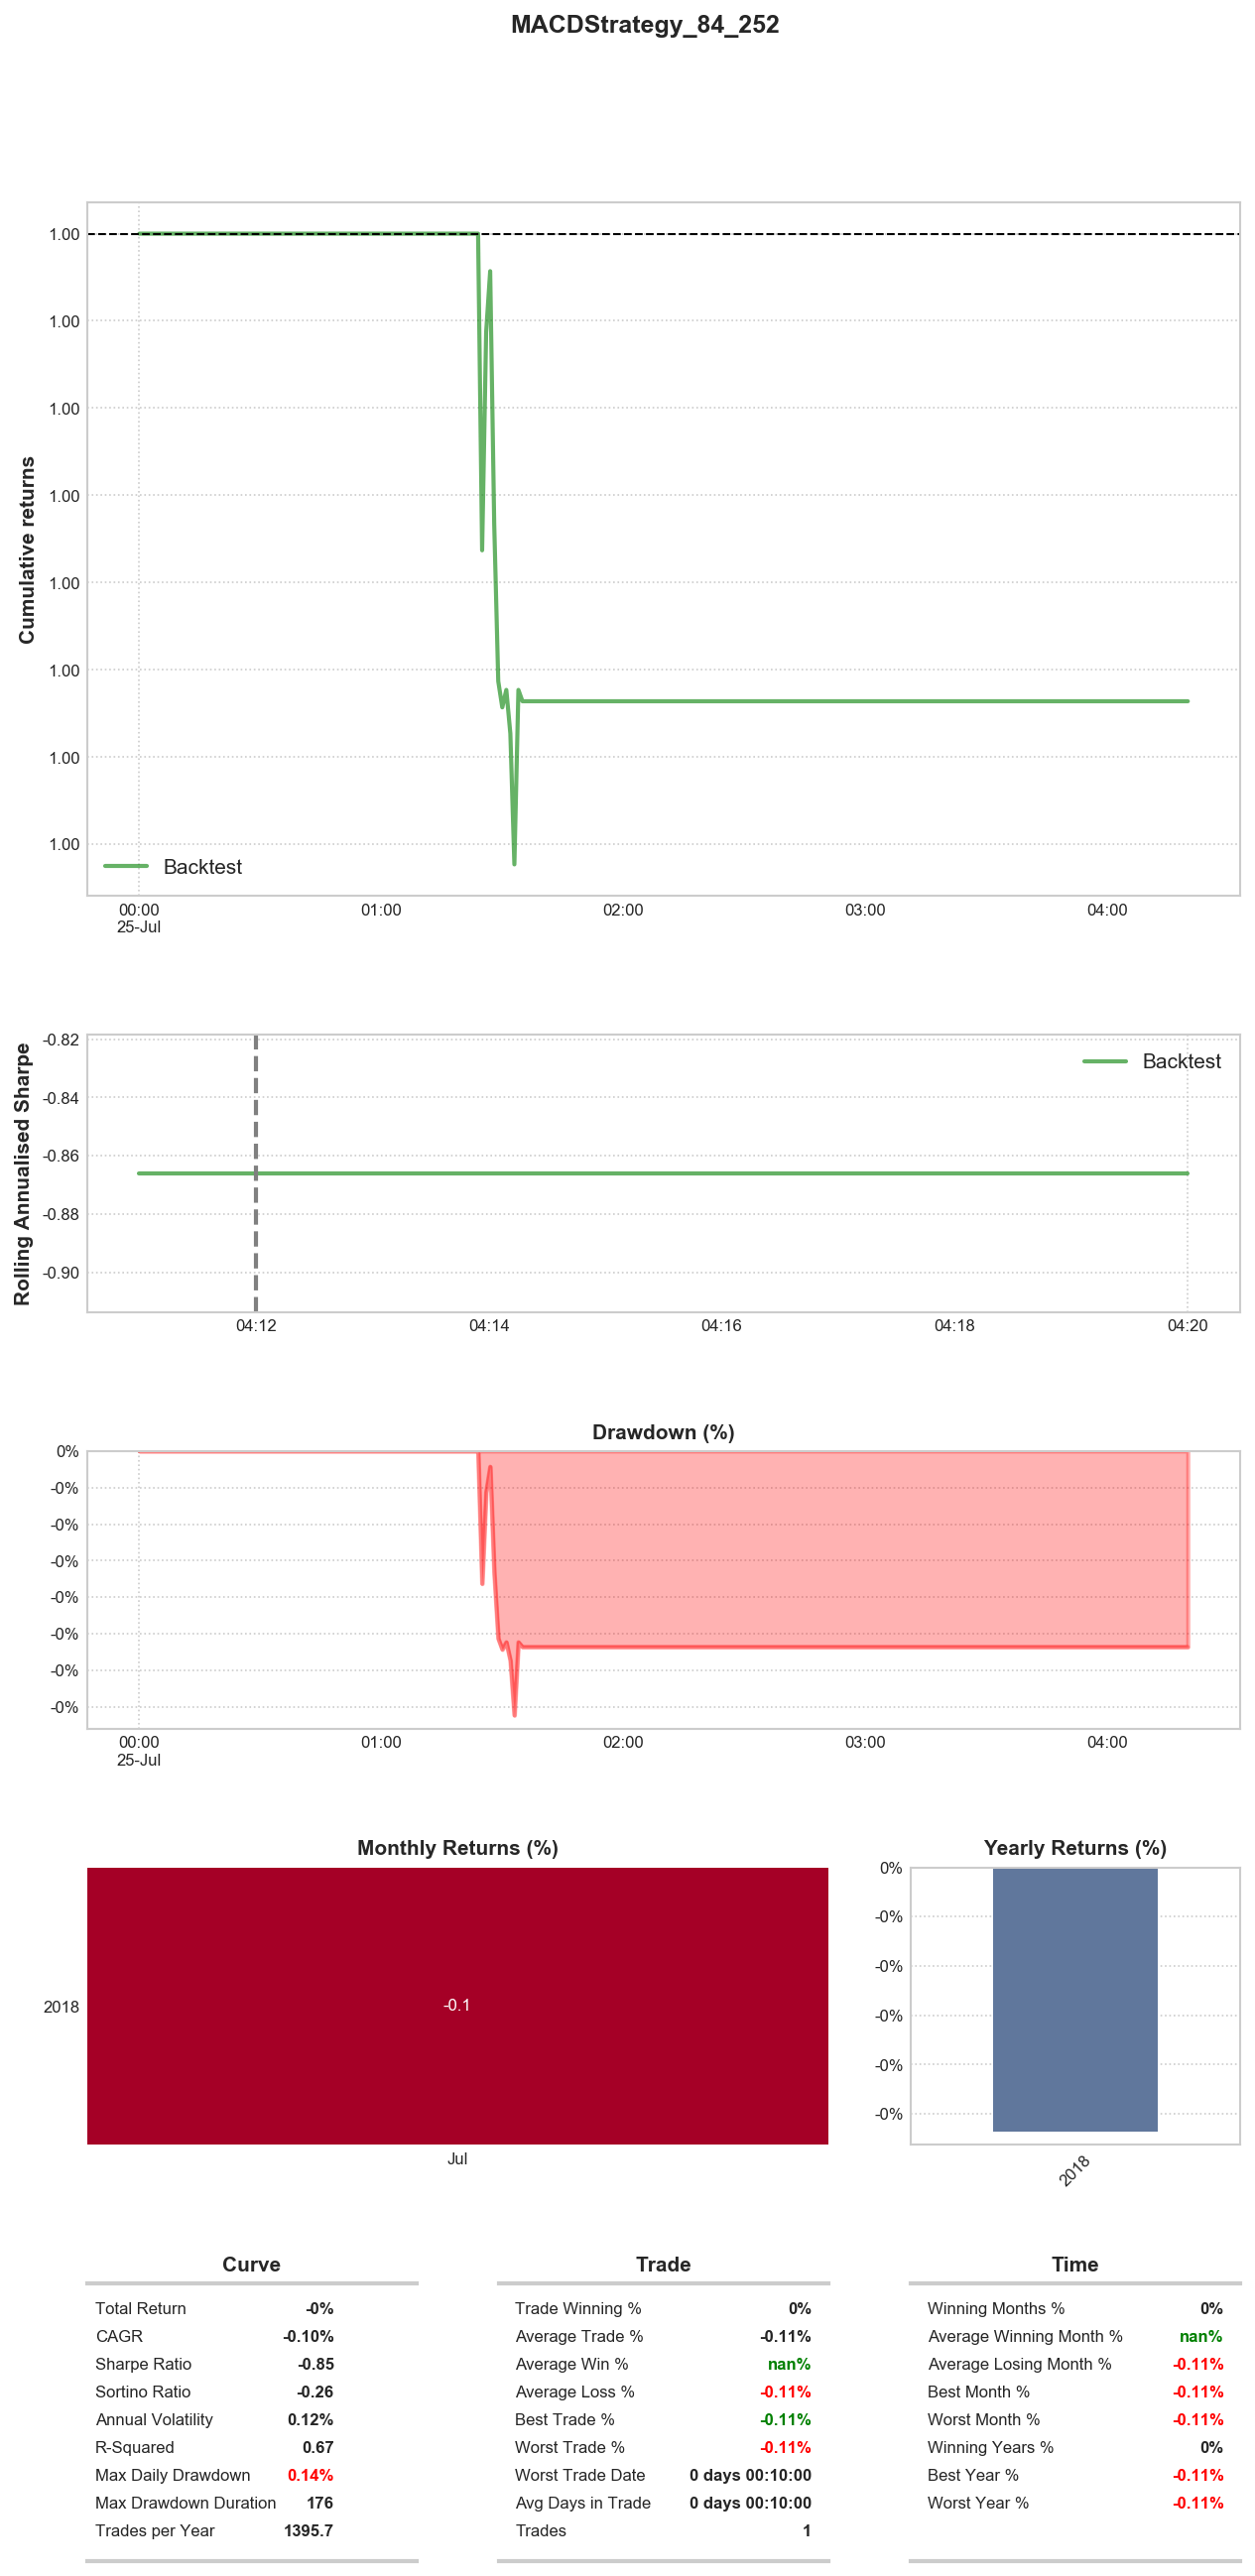 MACDStrategy_84_252
Cumulative returns
1.00
1.00
1.00
1.00
1.00
1.00
1.00
1.00
Backtest
00:00 01:00 02:00 03:00 04:00
25-Jul
Rolling Annualised Sharpe
-0.82
-0.84
-0.86
-0.88
-0.90
Backtest
04:12 04:14 04:16 04:18 04:20
Drawdown (%)
0%
-0%
-0%
-0%
-0%
-0%
-0%
-0%
00:00 01:00 02:00 03:00 04:00
25-Jul
Monthly Returns (%)
2018
-0.1
Jul
Yearly Returns (%)
0%
-0%
-0%
-0%
-0%
-0%
2018
Curve
Total Return -0%
CAGR -0.10%
Sharpe Ratio -0.85
Sortino Ratio -0.26
Annual Volatility 0.12%
R-Squared 0.67
Max Daily Drawdown 0.14%
Max Drawdown Duration 176
Trades per Year 1395.7
Trade
Trade Winning % 0%
Average Trade % -0.11%
Average Win % nan%
Average Loss % -0.11%
Best Trade % -0.11%
Worst Trade % -0.11%
Worst Trade Date 0 days 00:10:00
Avg Days in Trade 0 days 00:10:00
Trades 1
Time
Winning Months % 0%
Average Winning Month % nan%
Average Losing Month % -0.11%
Best Month % -0.11%
Worst Month % -0.11%
Winning Years % 0%
Best Year % -0.11%
Worst Year % -0.11%